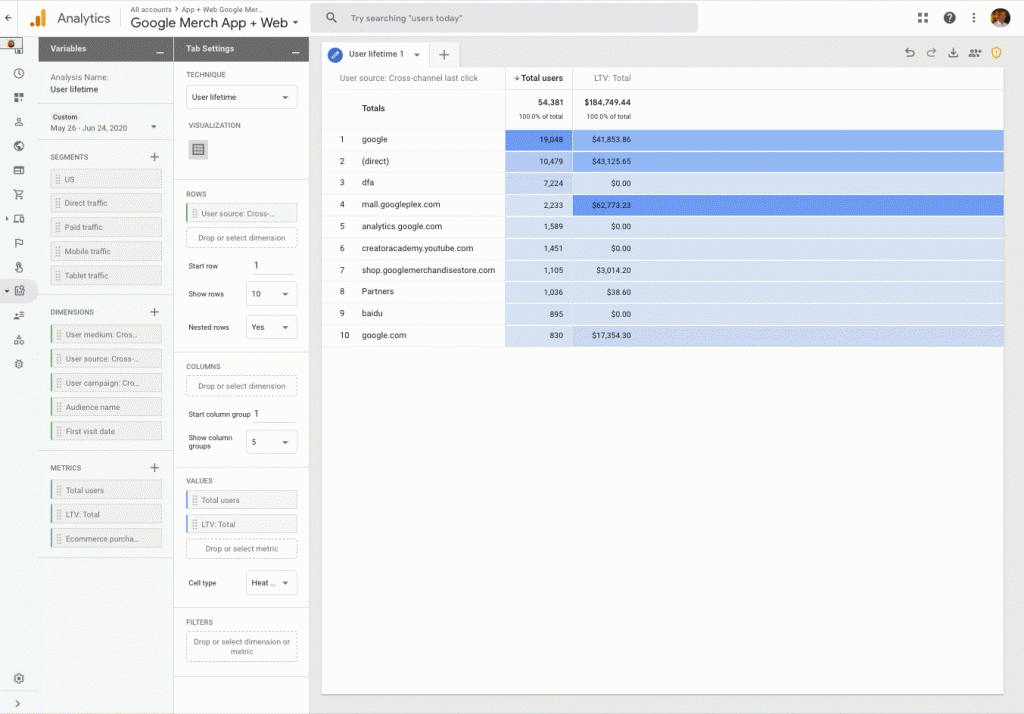 Analytics
All accounts > App + Web Google Mer...
Google Merch App + Web
Try searching "users today"
Variables
Analysis Name:
User lifetime
Custom
May 26 - Jun 24, 2020
SEGMENTS
US
Direct traffic
Paid traffic
Mobile traffic
Tablet traffic
DIMENSIONS
User medium: Cros...
User source: Cross-...
User campaign: Cro...
Audience name
First visit date
METRICS
Total users
LTV: Total
Ecommerce purcha...
Tab Settings
TECHNIQUE
User lifetime
VISUALIZATION
ROWS
User source: Cross-...
Drop or select dimension
Start row 1
Show rows 10
Nested rows Yes
COLUMNS
Drop or select dimension
Start column group 1
Show column
groups 5
VALUES
Total users
LTV: Total
Drop or select metric
Cell type Heat ...
FILTERS
Drop or select dimension or
metric
User lifetime 1
User source: Cross-channel last click Total users LTV: Total
Totals 54,381 $184,749.44
100.0% of total 100.0% of total
1 google 19,048 $41,853.86
2 (direct) 10,479 $43,125.65
3 dfa 7,224 $0.00
4 mall.googleplex.com 2,233 $62,773.23
5 analytics.google.com 1,589 $0.00
6 creatoracademy.youtube.com 1,451 $0.00
7 shop.googlemerchandisestore.com 1,105 $3,014.20
8 Partners 1,036 $38.60
9 baidu 895 $0.00
10 google.com 830 $17,354.30